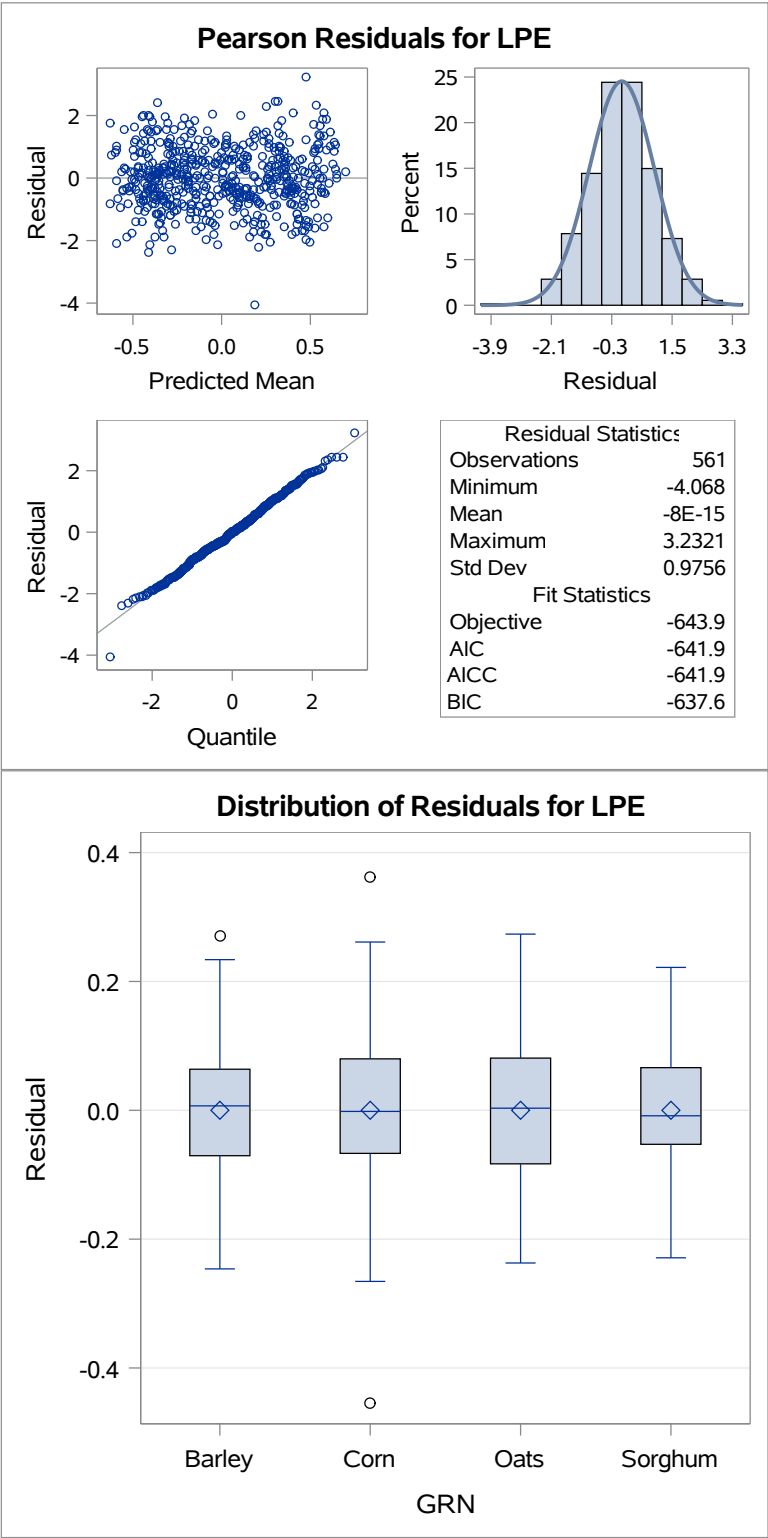 Pearson Residuals for LPE
Residual
2
0
-2
-4
-0.5 0.0 0.5
Predicted Mean
Percent
25
20
15
10
5
0
-3.9 -2.1 -0.3 1.5 3.3
Residual
Residual
2
0
-2
-4
-2 0 2
Quantile
Residual Statistics
Observations 561
Minimum -4.068
Mean -8E-15
Maximum 3.2321
Std Dev 0.9756
Fit Statistics
Objective -643.9
AIC -641.9
AICC -641.9
BIC -637.6
Distribution of Residuals for LPE
Residual
0.4
0.2
0.0
-0.2
-0.4
Barley Corn Oats Sorghum
GRN